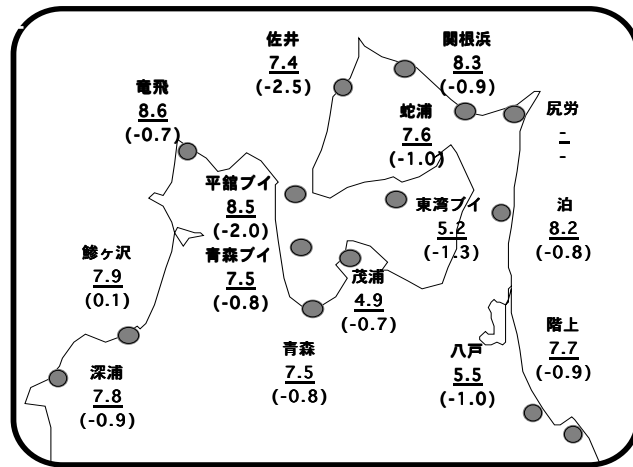 佐井
7.4
(-2.5)
関根浜
8.3
(-0.9)
竜飛
8.6
(-0.7)
蛇浦
7.6
(-1.0)
尻労
-
-
平舘ブイ
8.5
(-2.0)
東湾ブイ
5.2
(-1.3)
泊
8.2
(-0.8)
鰺ヶ沢
7.9
(0.1)
青森ブイ
7.5
(-0.8)
茂浦
4.9
(-0.7)
青森
7.5
(-0.8)
八戸
5.5
(-1.0)
階上
7.7
(-0.9)
深浦
7.8
(-0.9)